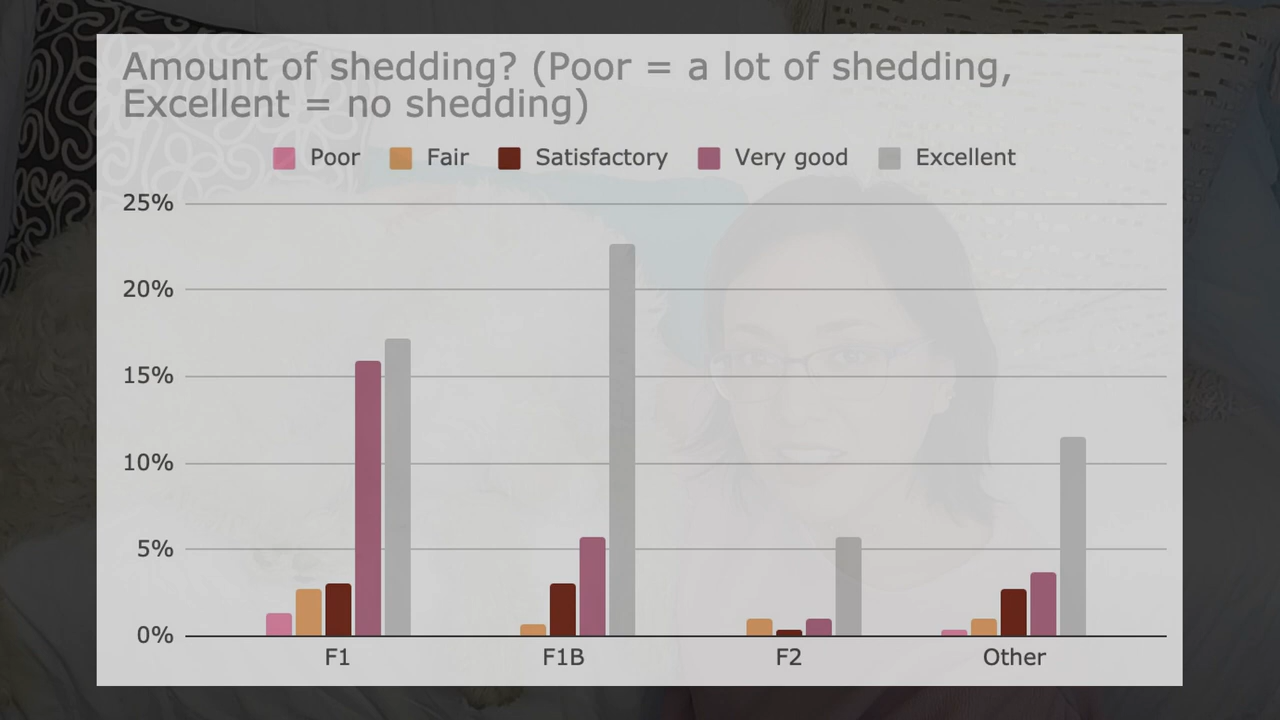 Amount of shedding? (Poor = a lot of shedding,
Excellent = no shedding)
Poor Fair Satisfactory Very good Excellent
25%
20%
15%
10%
5%
0%
F1 F1B F2 Other